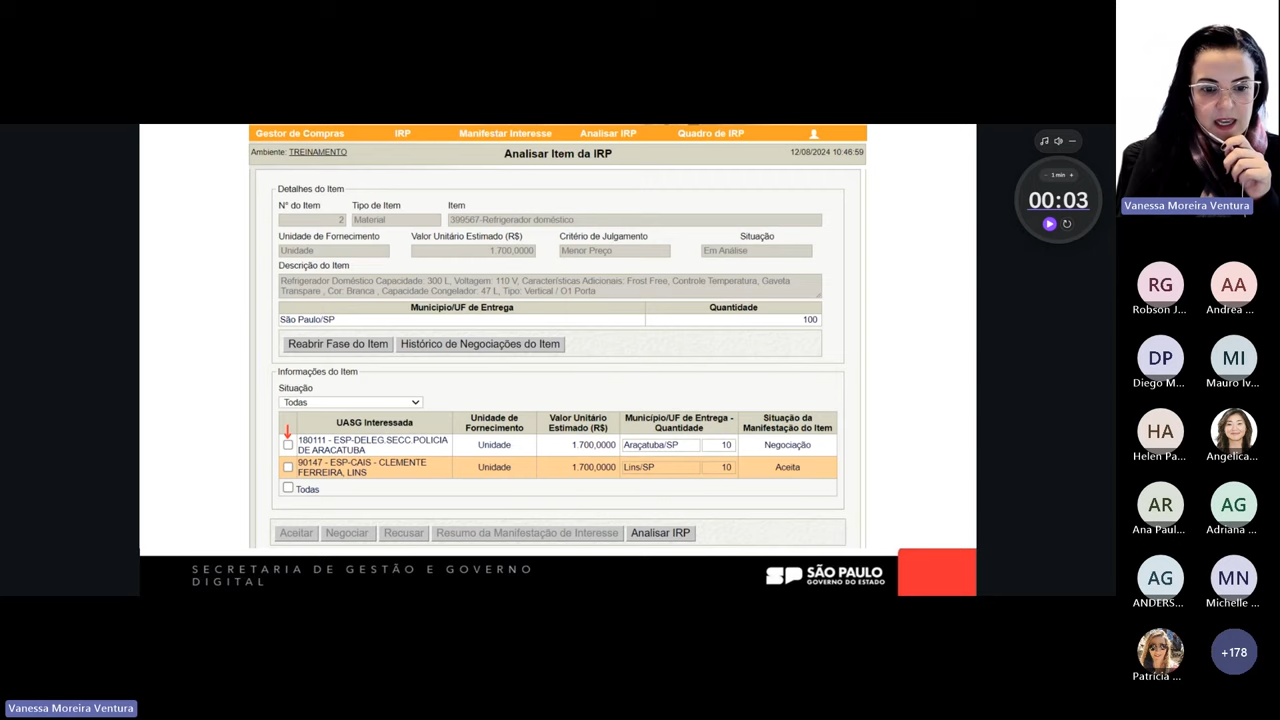 Gestor de Compras IRP Manifestar Interesse Analisar IRP Quadro de IRP
Ambiente: TREINAMENTO Analisar Item da IRP 12/08/2024 10:46:59
Detalhes do Item
N° do Item Tipo de Item Item
2 Material 399567-Refrigerador doméstico
Unidade de Fornecimento Valor Unitário Estimado (R$) Critério de Julgamento Situação
Unidade 1.700,0000 Menor Preço Em Análise
Descrição do Item
Refrigerador Doméstico Capacidade: 300 L, Voltagem: 110 V, Características Adicionais: Frost Free, Controle Temperatura, Gaveta
Transpare , Cor: Branca , Capacidade Congelador: 47 L, Tipo: Vertical / O1 Porta
Município/UF de Entrega Quantidade
São Paulo/SP 100
Reabrir Fase do Item Histórico de Negociações do Item
Informações do Item
Situação
Todas
UASG Interessada Unidade de Fornecimento Valor Unitário Estimado (R$) Município/UF de Entrega - Quantidade Situação da Manifestação do Item
180111 - ESP-DELEG.SECC.POLICIA DE ARACATUBA Unidade 1.700,0000 Araçatuba/SP 10 Negociação
90147 - ESP-CAIS - CLEMENTE FERREIRA, LINS Unidade 1.700,0000 Lins/SP 10 Aceita
Todas
Aceitar Negociar Recusar Resumo da Manifestação de Interesse Analisar IRP
SECRETARIA DE GESTÃO E GOVERNO
DIGITAL
SP SÃO PAULO
GOVERNO DO ESTADO
− 1 min +
00:03
Vanessa Moreira Ventura
RG AA
Robson J... Andrea ...
DP MI
Diego M... Mauro Iv...
HA
Helen Pa... Angelica...
AR AG
Ana Paul... Adriana ...
AG MN
ANDERS... Michelle ...
+178
Patrícia ...
Vanessa Moreira Ventura